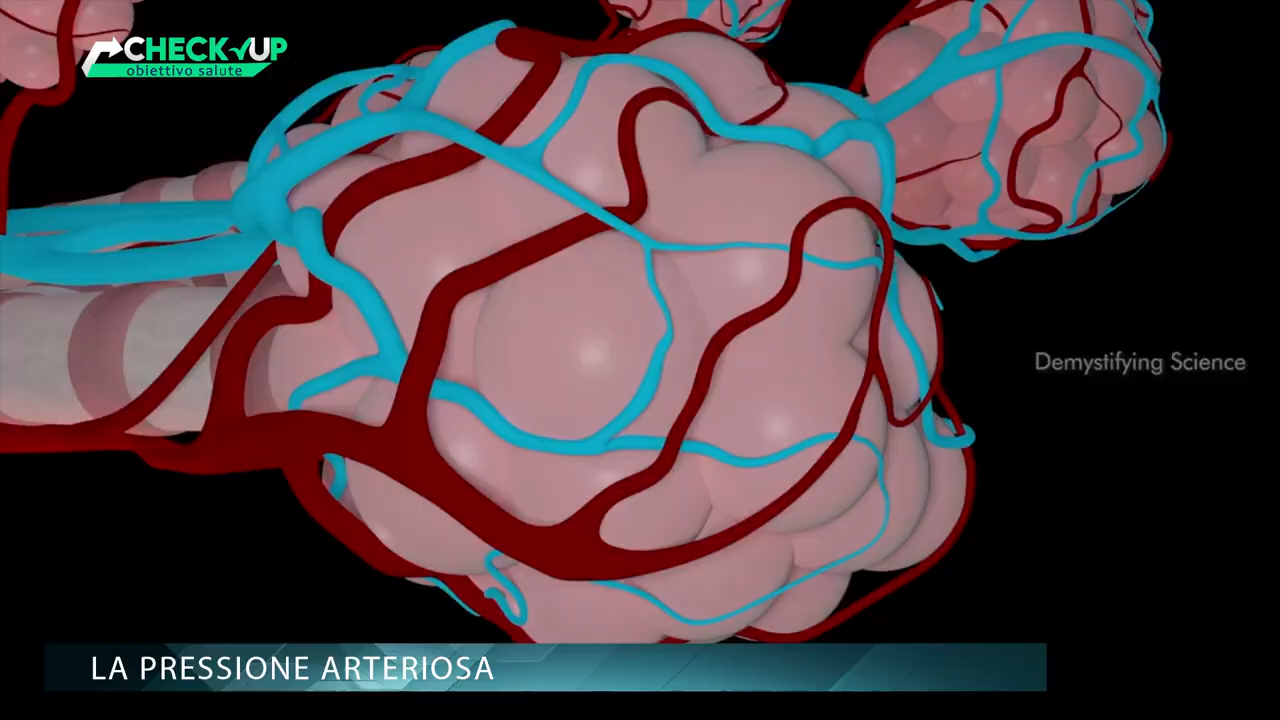 CHECK UP
obiettivo salute
Demystifying Science
LA PRESSIONE ARTERIOSA